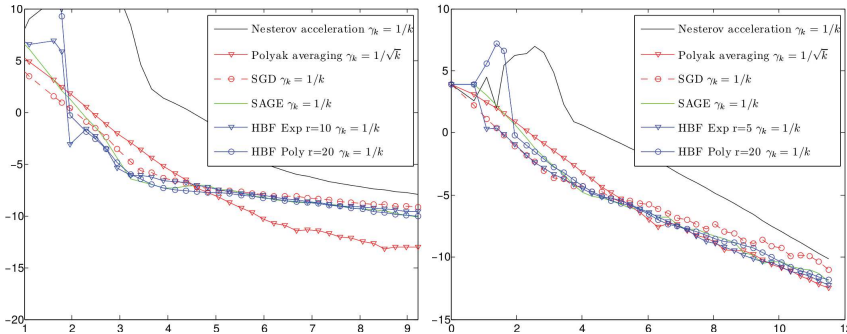 10
5
0
−5
−10
−15
−20
1
2
3
4
5
6
7
8
9
Nesterov acceleration γₖ = 1/k
Polyak averaging γₖ = 1/√k
SGD γₖ = 1/k
SAGE γₖ = 1/k
HBF Exp r=10 γₖ = 1/k
HBF Poly r=20 γₖ = 1/k
10
5
0
−5
−10
−15
0
2
4
6
8
10
12
Nesterov acceleration γₖ = 1/k
Polyak averaging γₖ = 1/√k
SGD γₖ = 1/k
SAGE γₖ = 1/k
HBF Exp r=5 γₖ = 1/k
HBF Poly r=20 γₖ = 1/k